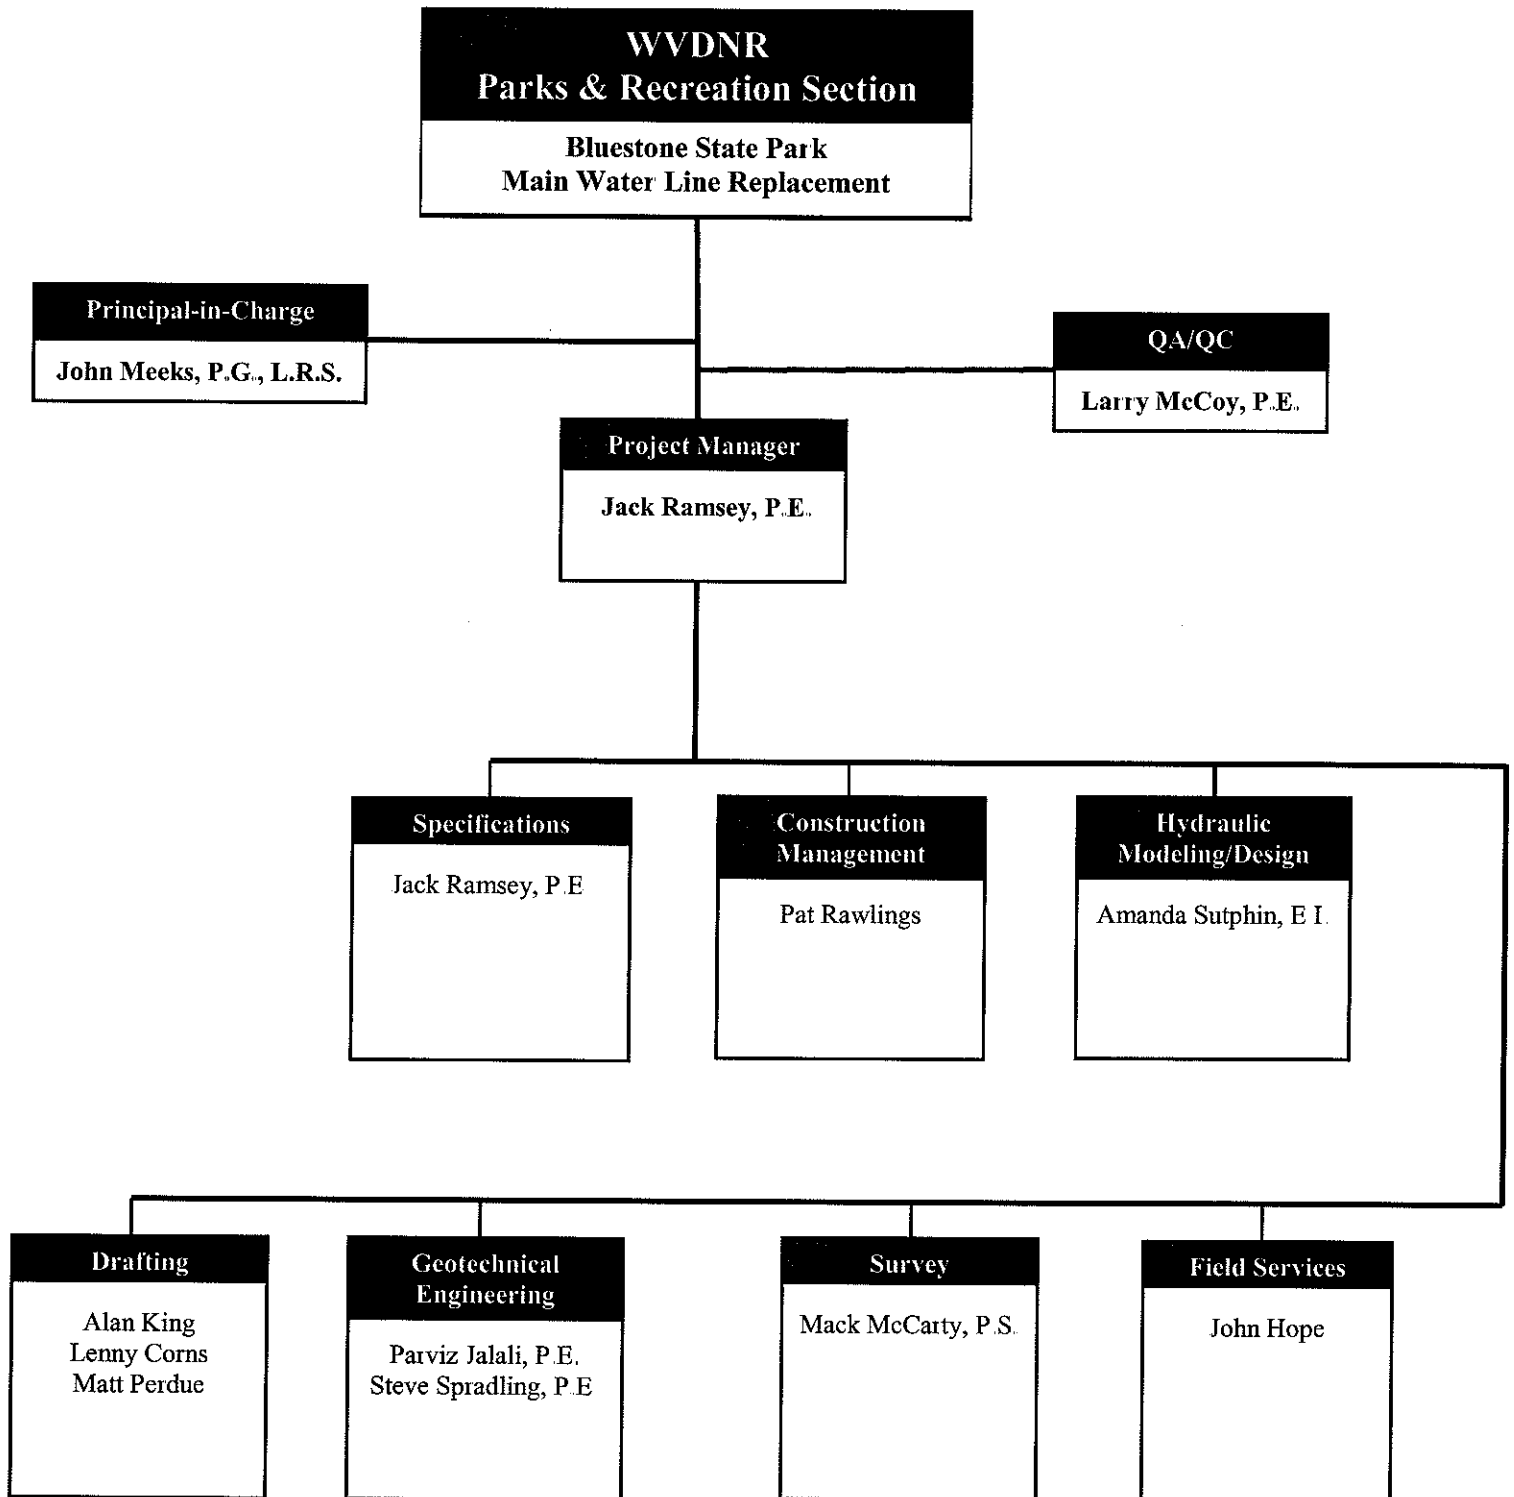 WVDNR
Parks & Recreation Section
Bluestone State Park
Main Water Line Replacement
Principal-in-Charge
John Meeks, P.G., L.R.S.
QA/QC
Larry McCoy, P.E.
Project Manager
Jack Ramsey, P.E.
Specifications
Jack Ramsey, P.E
Construction
Management
Pat Rawlings
Hydraulic
Modeling/Design
Amanda Sutphin, E I.
Drafting
Alan King
Lenny Corns
Matt Perdue
Geotechnical
Engineering
Parviz Jalali, P.E.
Steve Spradling, P.E
Survey
Mack McCarty, P.S.
Field Services
John Hope